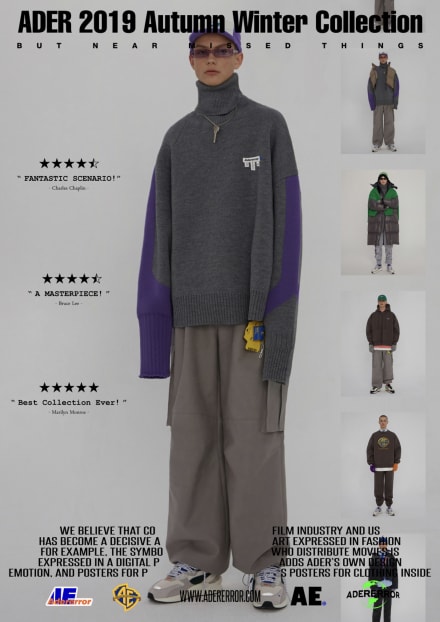 ADER 2019 Autumn Winter Collection
BUT NEAR MISSED THINGS
“ FANTASTIC SCENARIO!”
- Charles Chaplin -
“ A MASTERPIECE! ”
- Bruce Lee -
“ Best Collection Ever! ”
- Marilyn Monroe -
WE BELIEVE THAT CO FILM INDUSTRY AND US
HAS BECOME A DECISIVE A ART EXPRESSED IN FASHION
FOR EXAMPLE, THE SYMBO WHO DISTRIBUTE MOVIES IS
EXPRESSED IN A DIGITAL P ADDS ADER'S OWN DESIGN
EMOTION. AND POSTERS FOR P S POSTERS FOR CLOTHING INSIDE
WWW.ADERERROR.COM
AE.
ADERERROR